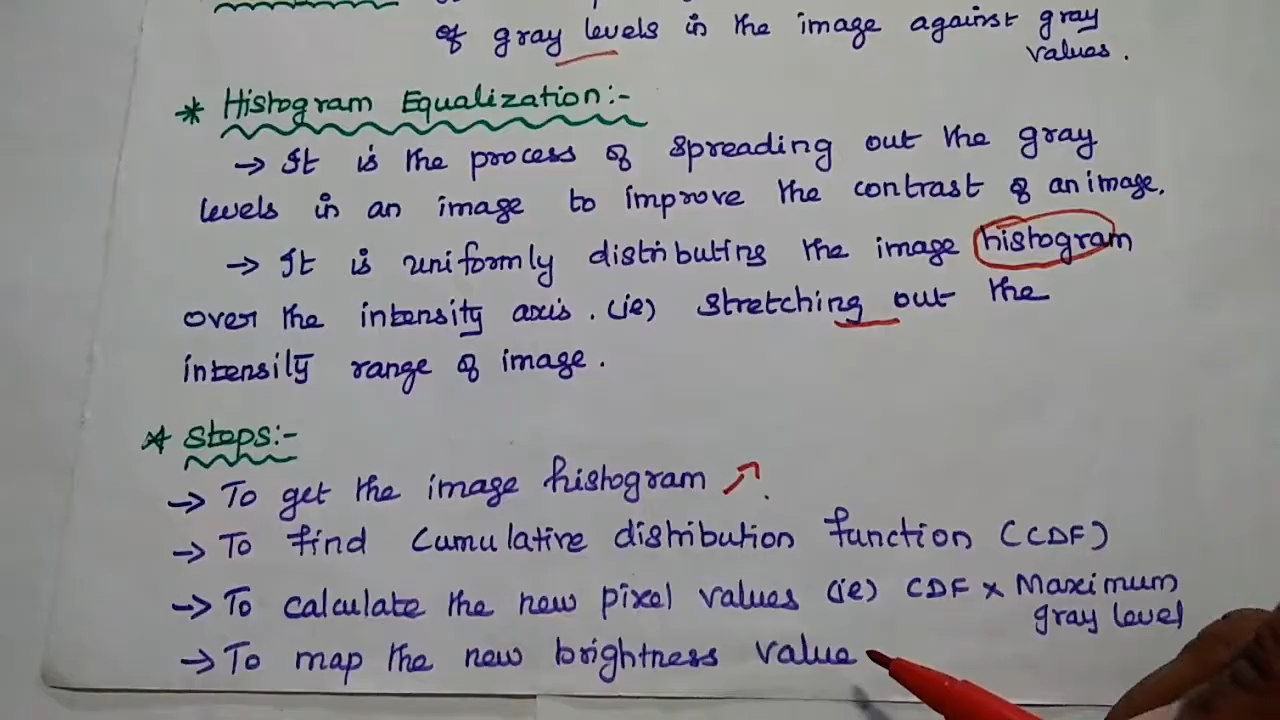 of gray levels in the image against gray
values.
* Histogram Equalization:-
→ It is the process of spreading out the gray
levels in an image to improve the contrast of an image.
→ It is uniformly distributing the image histogram
over the intensity axis. (ie) stretching out the
intensity range of image.
* Steps:-
→ To get the image histogram
→ To find Cumulative distribution function (CDF)
→ To calculate the new pixel values (ie) CDF × Maximum
gray level
→ To map the new brightness value